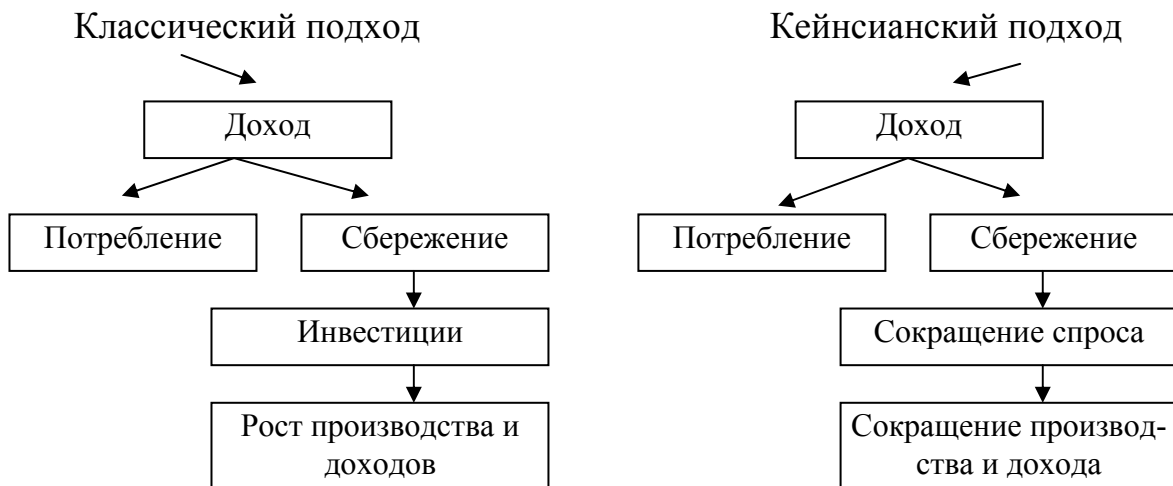 Классический подход
Кейнсианский подход
Доход
Доход
Потребление
Сбережение
Потребление
Сбережение
Инвестиции
Сокращение спроса
Рост производства и
доходов
Сокращение производ-
ства и дохода